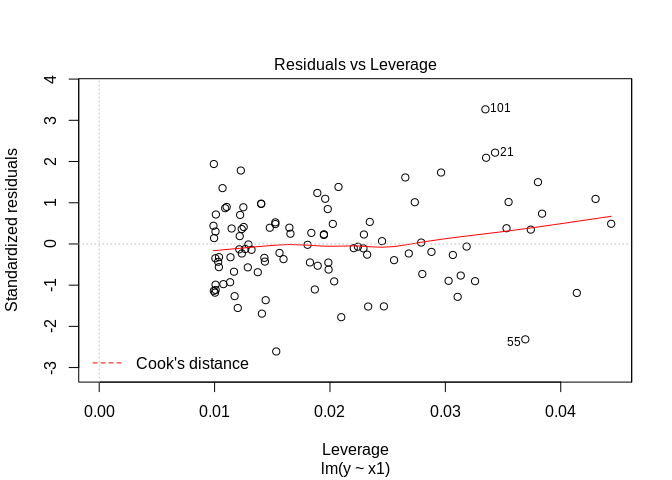 Residuals vs Leverage
Standardized residuals
4
3
2
1
0
-1
-2
-3
101
21
55
Cook's distance
0.00 0.01 0.02 0.03 0.04
Leverage
lm(y ~ x1)